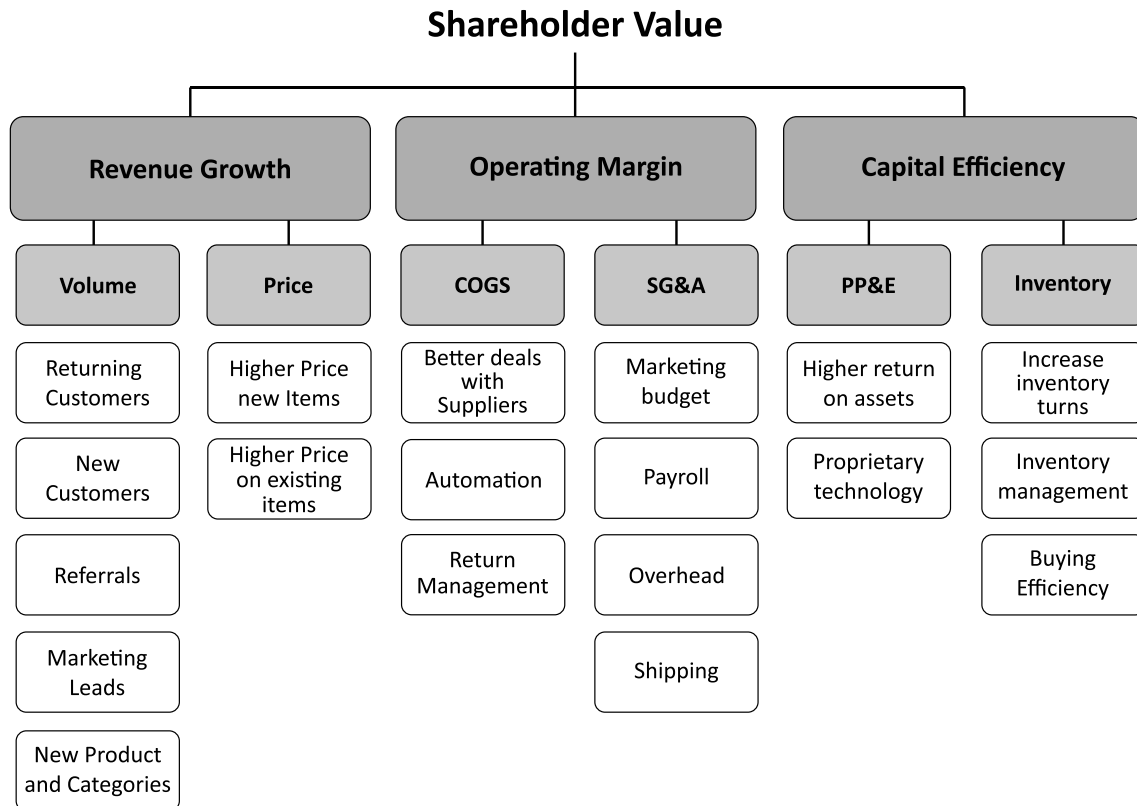 Shareholder Value
Revenue Growth
Operating Margin
Capital Efficiency
Volume
Price
COGS
SG&A
PP&E
Inventory
Returning
Customers
New
Customers
Referrals
Marketing
Leads
New Product
and Categories
Higher Price
new Items
Higher Price
on existing
items
Better deals
with
Suppliers
Automation
Return
Management
Marketing
budget
Payroll
Overhead
Shipping
Higher return
on assets
Proprietary
technology
Increase
inventory
turns
Inventory
management
Buying
Efficiency